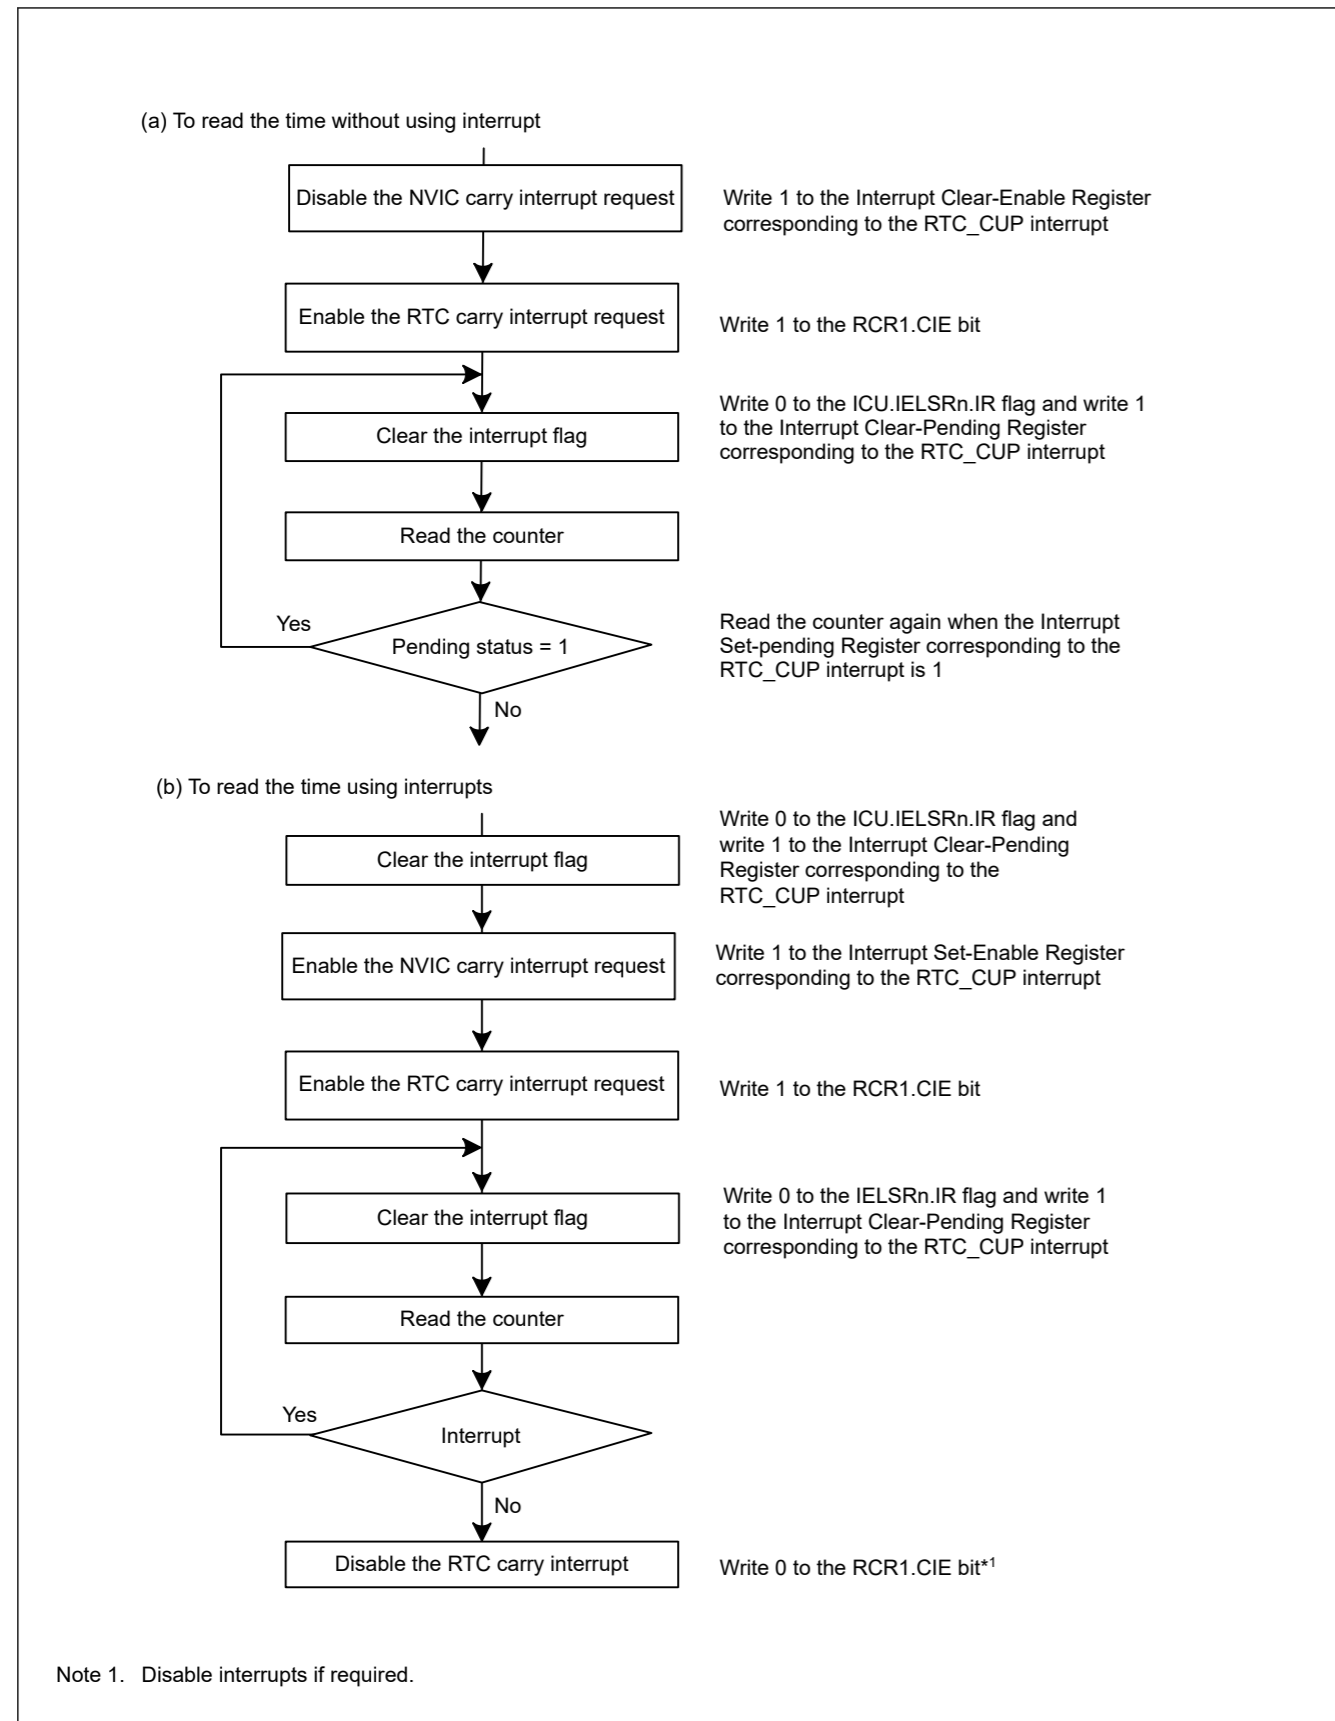 (a) To read the time without using interrupt
Disable the NVIC carry interrupt request
Write 1 to the Interrupt Clear-Enable Register
corresponding to the RTC_CUP interrupt
Enable the RTC carry interrupt request
Write 1 to the RCR1.CIE bit
Clear the interrupt flag
Write 0 to the ICU.IELSRn.IR flag and write 1
to the Interrupt Clear-Pending Register
corresponding to the RTC_CUP interrupt
Read the counter
Yes
Pending status = 1
Read the counter again when the Interrupt
Set-pending Register corresponding to the
RTC_CUP interrupt is 1
No
(b) To read the time using interrupts
Clear the interrupt flag
Write 0 to the ICU.IELSRn.IR flag and
write 1 to the Interrupt Clear-Pending
Register corresponding to the
RTC_CUP interrupt
Enable the NVIC carry interrupt request
Write 1 to the Interrupt Set-Enable Register
corresponding to the RTC_CUP interrupt
Enable the RTC carry interrupt request
Write 1 to the RCR1.CIE bit
Clear the interrupt flag
Write 0 to the IELSRn.IR flag and write 1
to the Interrupt Clear-Pending Register
corresponding to the RTC_CUP interrupt
Read the counter
Yes
Interrupt
No
Disable the RTC carry interrupt
Write 0 to the RCR1.CIE bit*1
Note 1. Disable interrupts if required.